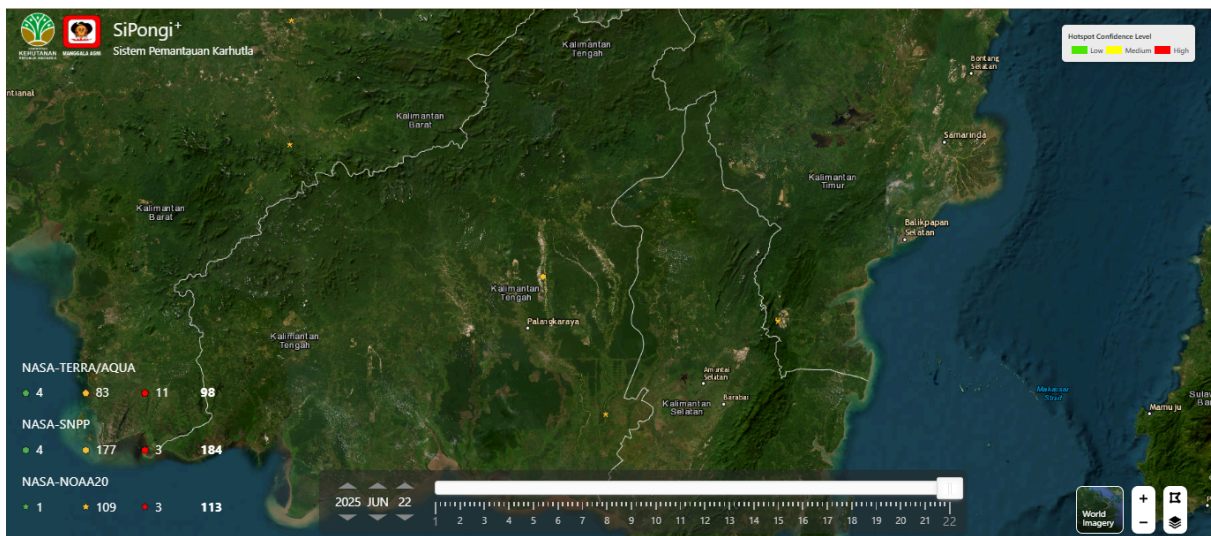 SiPongi+
Sistem Pemantauan Karhutla
KEHUTANAN
MANGGALA AGNI
Hotspot Confidence Level
Low Medium High
Kalimantan
Tengah
Bontang
Selatan
ntianal
Kalimantan
Barat
Samarinda
Kalimantan
Timur
Kalimantan
Barat
Balikpapan
Selatan
Kalimantan
Tengah
Palangkaraya
Kalimantan
Tengah
NASA-TERRA/AQUA
4 83 11 98
Amuntai
Selatan
Barabai
Kalimantan
Selatan
Makassar
Strait
Mamuju
Sulaw
Ba
NASA-SNPP
4 177 3 184
NASA-NOAA20
1 109 3 113
2025 JUN 22
1 2 3 4 5 6 7 8 9 10 11 12 13 14 15 16 17 18 19 20 21 22
World
Imagery
+
−